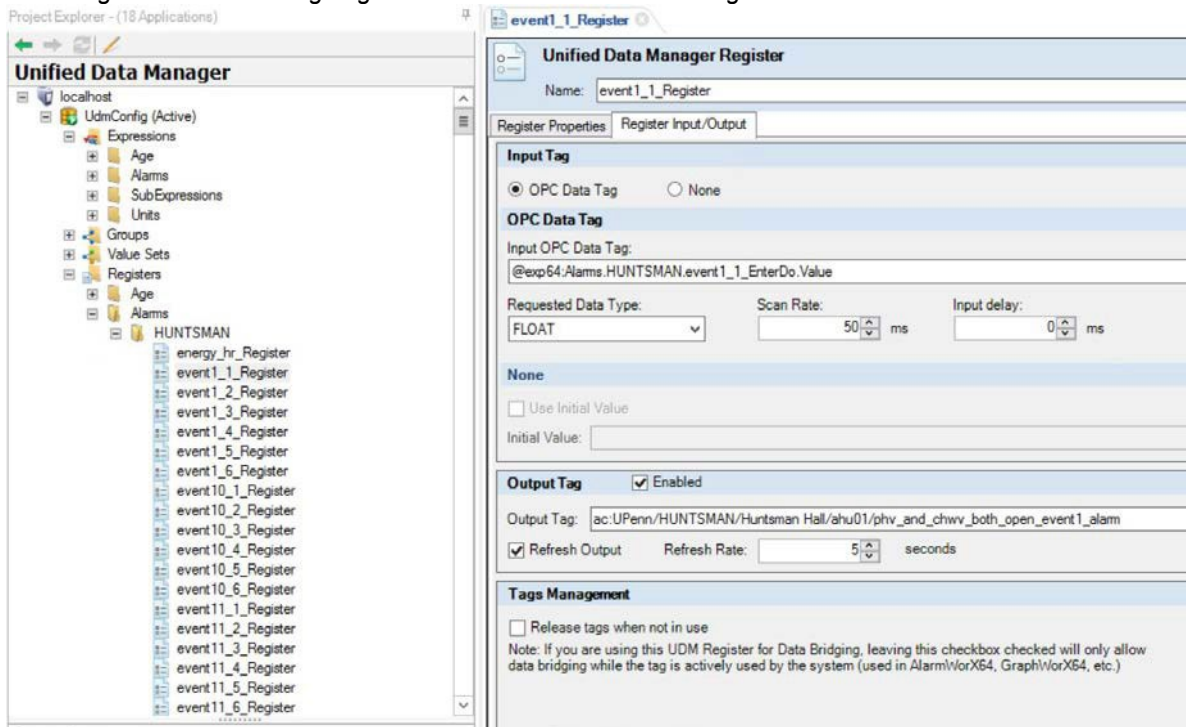 Project Explorer - (18 Applications)
Unified Data Manager
localhost
UdmConfig (Active)
Expressions
Age
Alarms
SubExpressions
Units
Groups
Value Sets
Registers
Age
Alarms
HUNTSMAN
energy_hr_Register
event1_1_Register
event1_2_Register
event1_3_Register
event1_4_Register
event1_5_Register
event1_6_Register
event10_1_Register
event10_2_Register
event10_3_Register
event10_4_Register
event10_5_Register
event10_6_Register
event11_1_Register
event11_2_Register
event11_3_Register
event11_4_Register
event11_5_Register
event11_6_Register
event1_1_Register
Unified Data Manager Register
Name: event1_1_Register
Register Properties Register Input/Output
Input Tag
OPC Data Tag None
OPC Data Tag
Input OPC Data Tag:
@exp64:Alarms.HUNTSMAN.event1_1_EnterDo.Value
Requested Data Type: Scan Rate: Input delay:
FLOAT 50 ms 0 ms
None
Use Initial Value
Initial Value:
Output Tag Enabled
Output Tag: ac:UPenn/HUNTSMAN/Huntsman Hall/ahu01/phv_and_chwv_both_open_event1_alarm
Refresh Output Refresh Rate: 5 seconds
Tags Management
Release tags when not in use
Note: If you are using this UDM Register for Data Bridging, leaving this checkbox checked will only allow
data bridging while the tag is actively used by the system (used in AlarmWorX64, GraphWorX64, etc.)